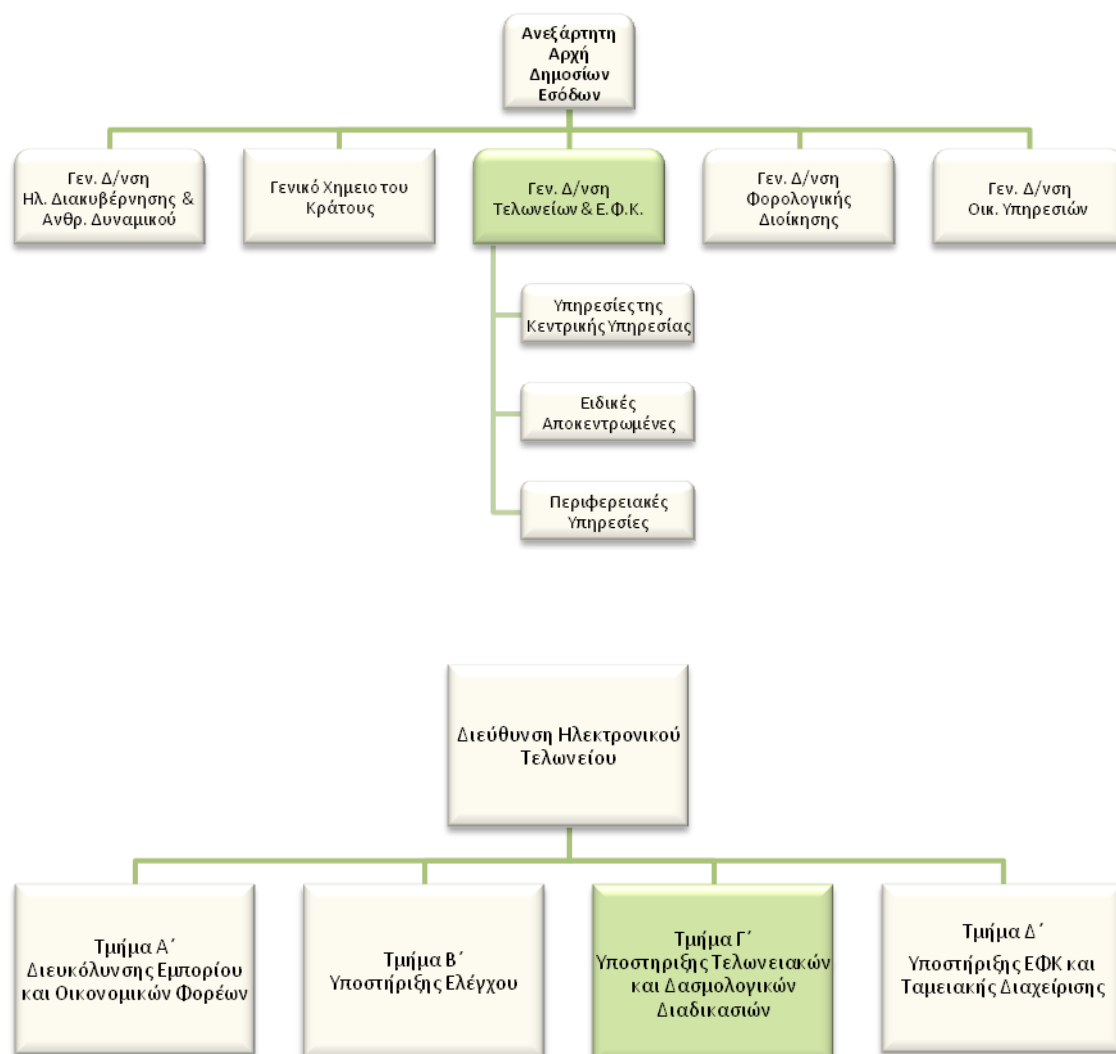 Ανεξάρτητη
Αρχή
Δημοσίων
Εσόδων
Γεν. Δ/νση
Ηλ. Διακυβέρνησης &
Ανθρ. Δυναμικού
Γενικό Χημειο του
Κράτους
Γεν. Δ/νση
Τελωνείων & Ε.Φ.Κ.
Γεν. Δ/νση
Φορολογικής
Διοίκησης
Γεν. Δ/νση
Οικ. Υπηρεσιών
Υπηρεσίες της
Κεντρικής Υπηρεσίας
Ειδικές
Αποκεντρωμένες
Περιφερειακές
Υπηρεσίες
Διεύθυνση Ηλεκτρονικού
Τελωνείου
Τμήμα Α΄
Διευκόλυνσης Εμπορίου
και Οικονομικών Φορέων
Τμήμα Β΄
Υποστήριξης Ελέγχου
Τμήμα Γ΄
Υποστηριξης Τελωνειακών
και Δασμολογικών
Διαδικασιών
Τμήμα Δ΄
Υποστήριξης ΕΦΚ και
Ταμειακής Διαχείρισης